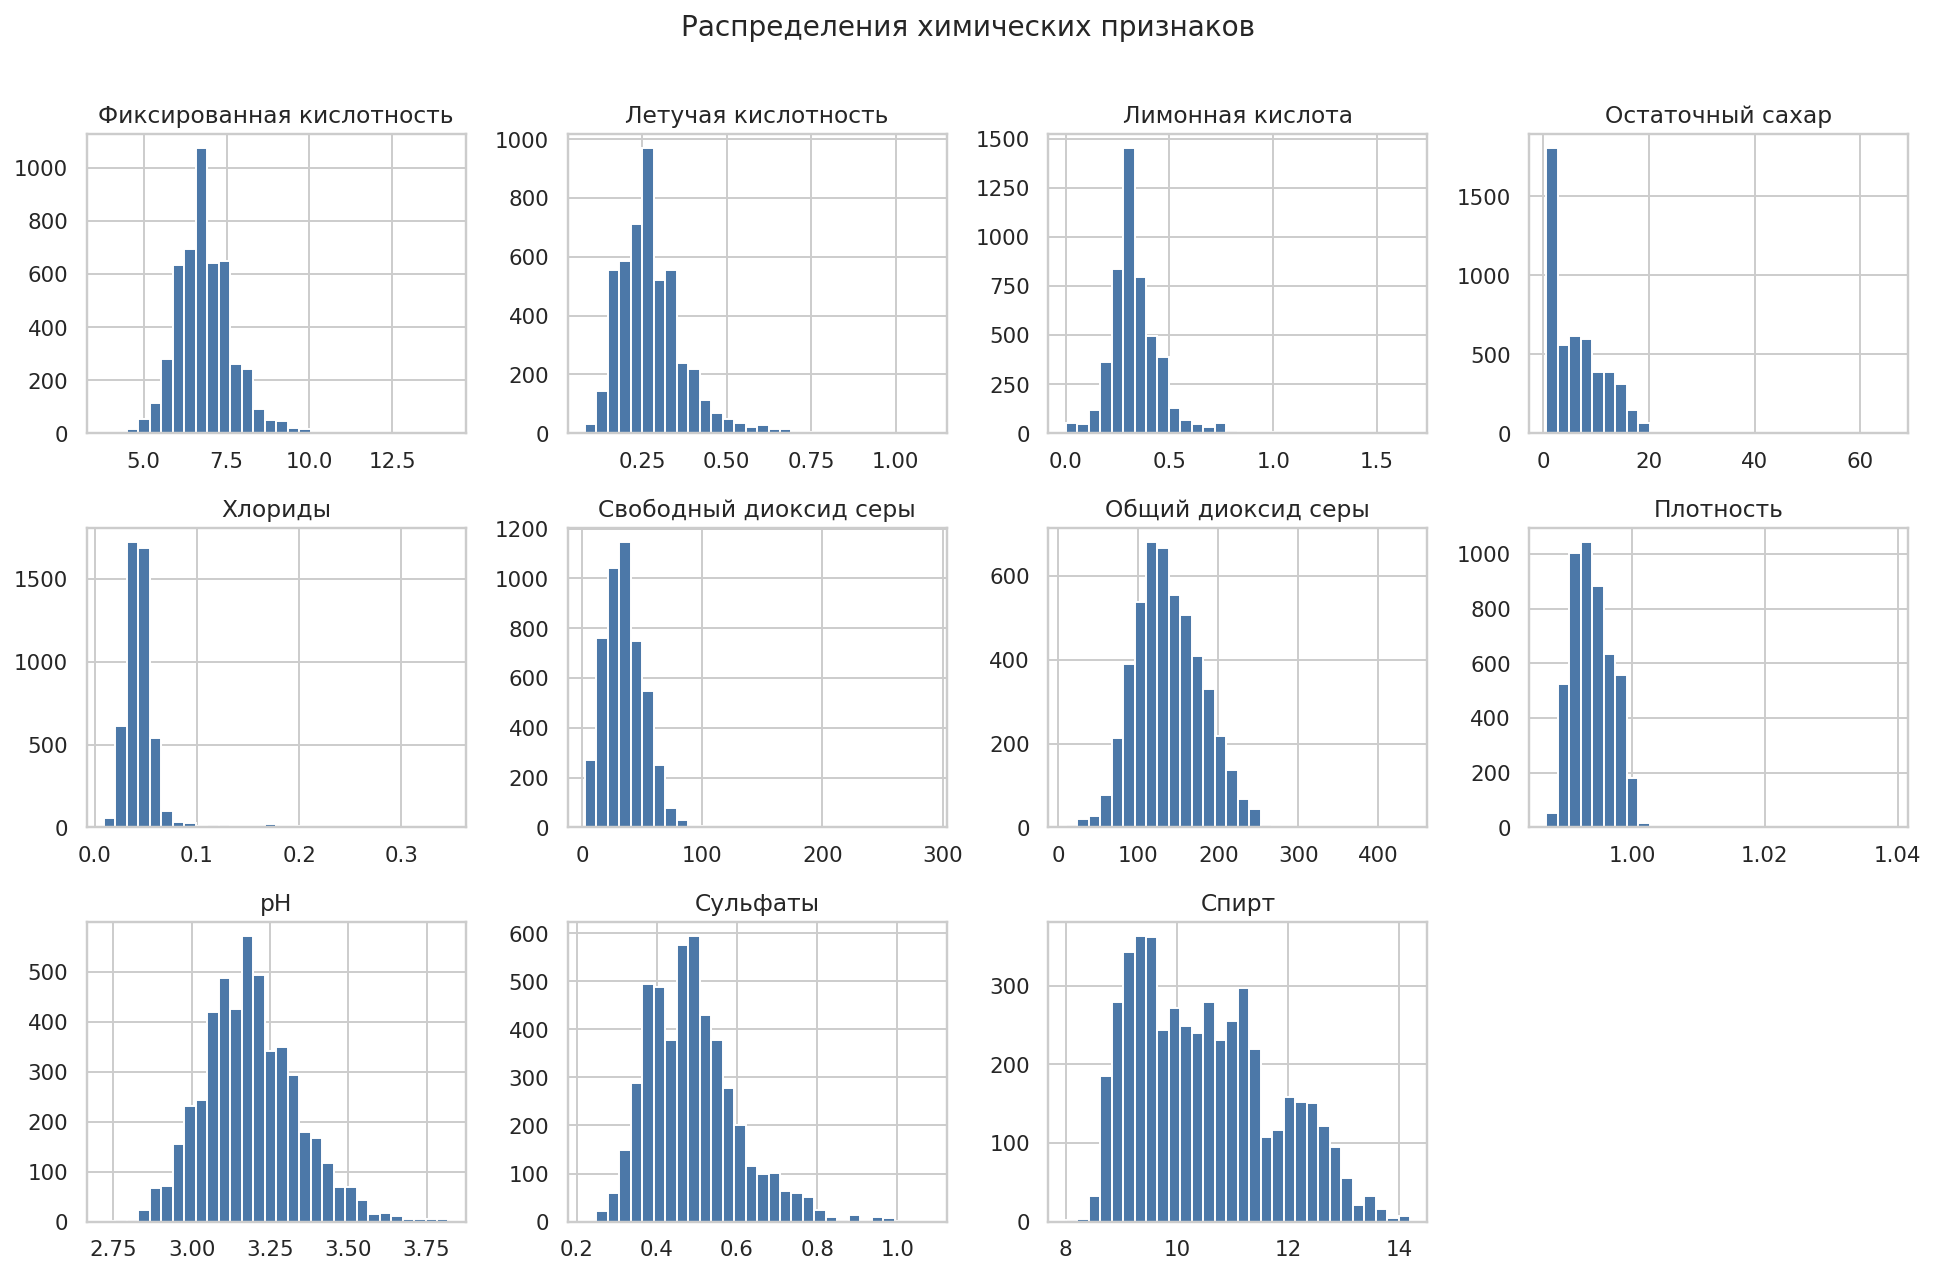 Распределения химических признаков
Фиксированная кислотность
1000
800
600
400
200
0
5.0 7.5 10.0 12.5
Летучая кислотность
1000
800
600
400
200
0
0.25 0.50 0.75 1.00
Лимонная кислота
1500
1250
1000
750
500
250
0
0.0 0.5 1.0 1.5
Остаточный сахар
1500
1000
500
0
0 20 40 60
Хлориды
1500
1000
500
0
0.0 0.1 0.2 0.3
Свободный диоксид серы
1200
1000
800
600
400
200
0
0 100 200 300
Общий диоксид серы
600
400
200
0
0 100 200 300 400
Плотность
1000
800
600
400
200
0
1.00 1.02 1.04
pH
500
400
300
200
100
0
2.75 3.00 3.25 3.50 3.75
Сульфаты
600
500
400
300
200
100
0
0.2 0.4 0.6 0.8 1.0
Спирт
300
200
100
0
8 10 12 14